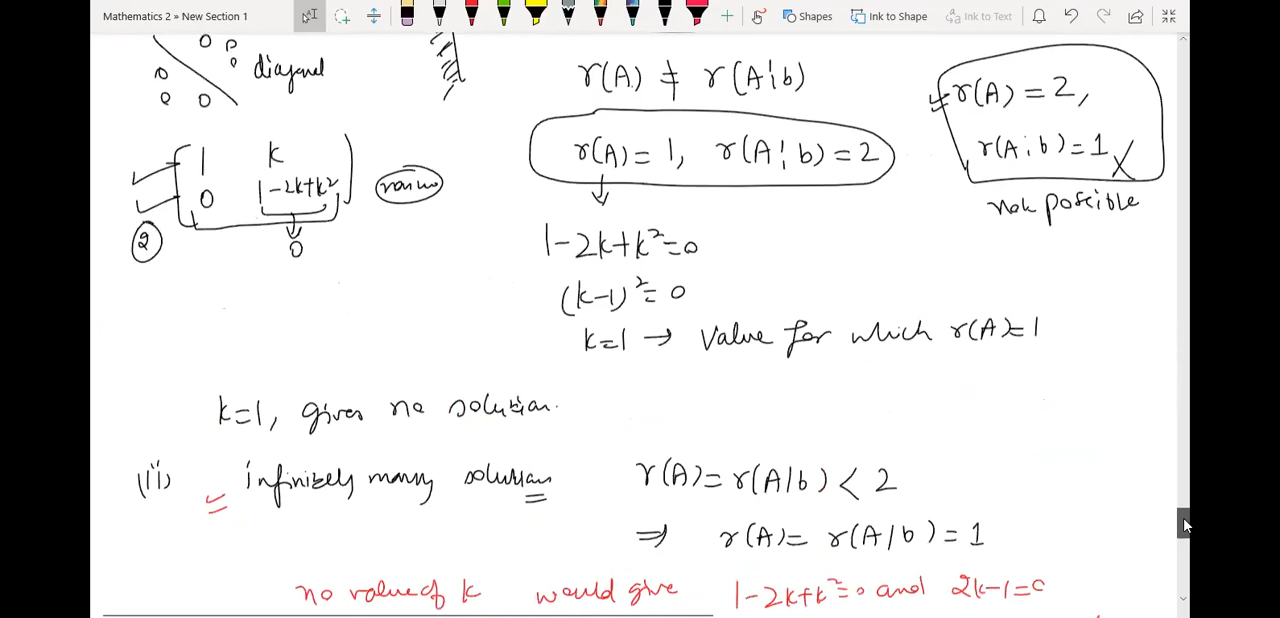 Mathematics 2 » New Section 1
Shapes
Ink to Shape
Ink to Text
diagonal
r(A) ≠ r(A¦b)
r(A) = 2,
r(A¦b) = 1 X
not possible
r(A) = 1, r(A¦b) = 2
1 k
0 1-2k+k²
2
0
1-2k+k²=0
(k-1)²=0
k=1 → Value for which r(A)=1
k=1, gives no solution.
(ii) infinitely many solution
r(A) = r(A/b) < 2
⇒ r(A) = r(A/b) = 1
no value of k would give 1-2k+k²=0 and 2k-1=0